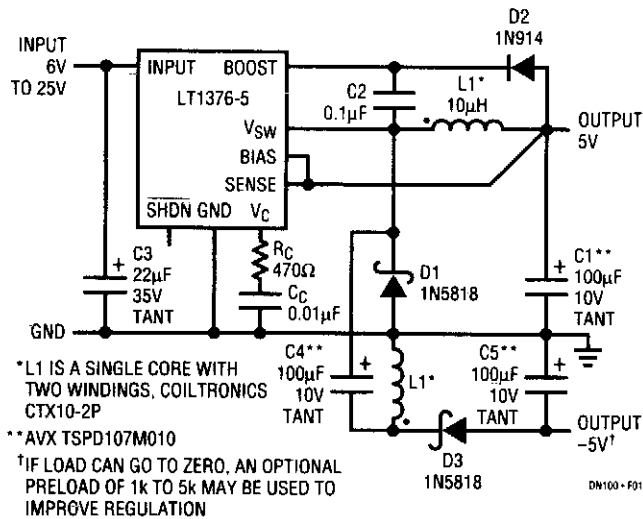 INPUT
6V
TO 25V
INPUT
BOOST
LT1376-5
VSW
BIAS
SENSE
SHDN
GND
VC
D2
1N914
C2
0.1µF
L1*
10µH
OUTPUT
5V
C3
22µF
35V
TANT
+
RC
470Ω
CC
0.01µF
D1
1N5818
+
C1**
100µF
10V
TANT
GND
C4**
100µF
10V
TANT
+
L1*
C5**
100µF
10V
TANT
+
D3
1N5818
OUTPUT
–5V†
*L1 IS A SINGLE CORE WITH
TWO WINDINGS, COILTRONICS
CTX10-2P
**AVX TSPD107M010
†IF LOAD CAN GO TO ZERO, AN OPTIONAL
PRELOAD OF 1k TO 5k MAY BE USED TO
IMPROVE REGULATION
DN100 • F01